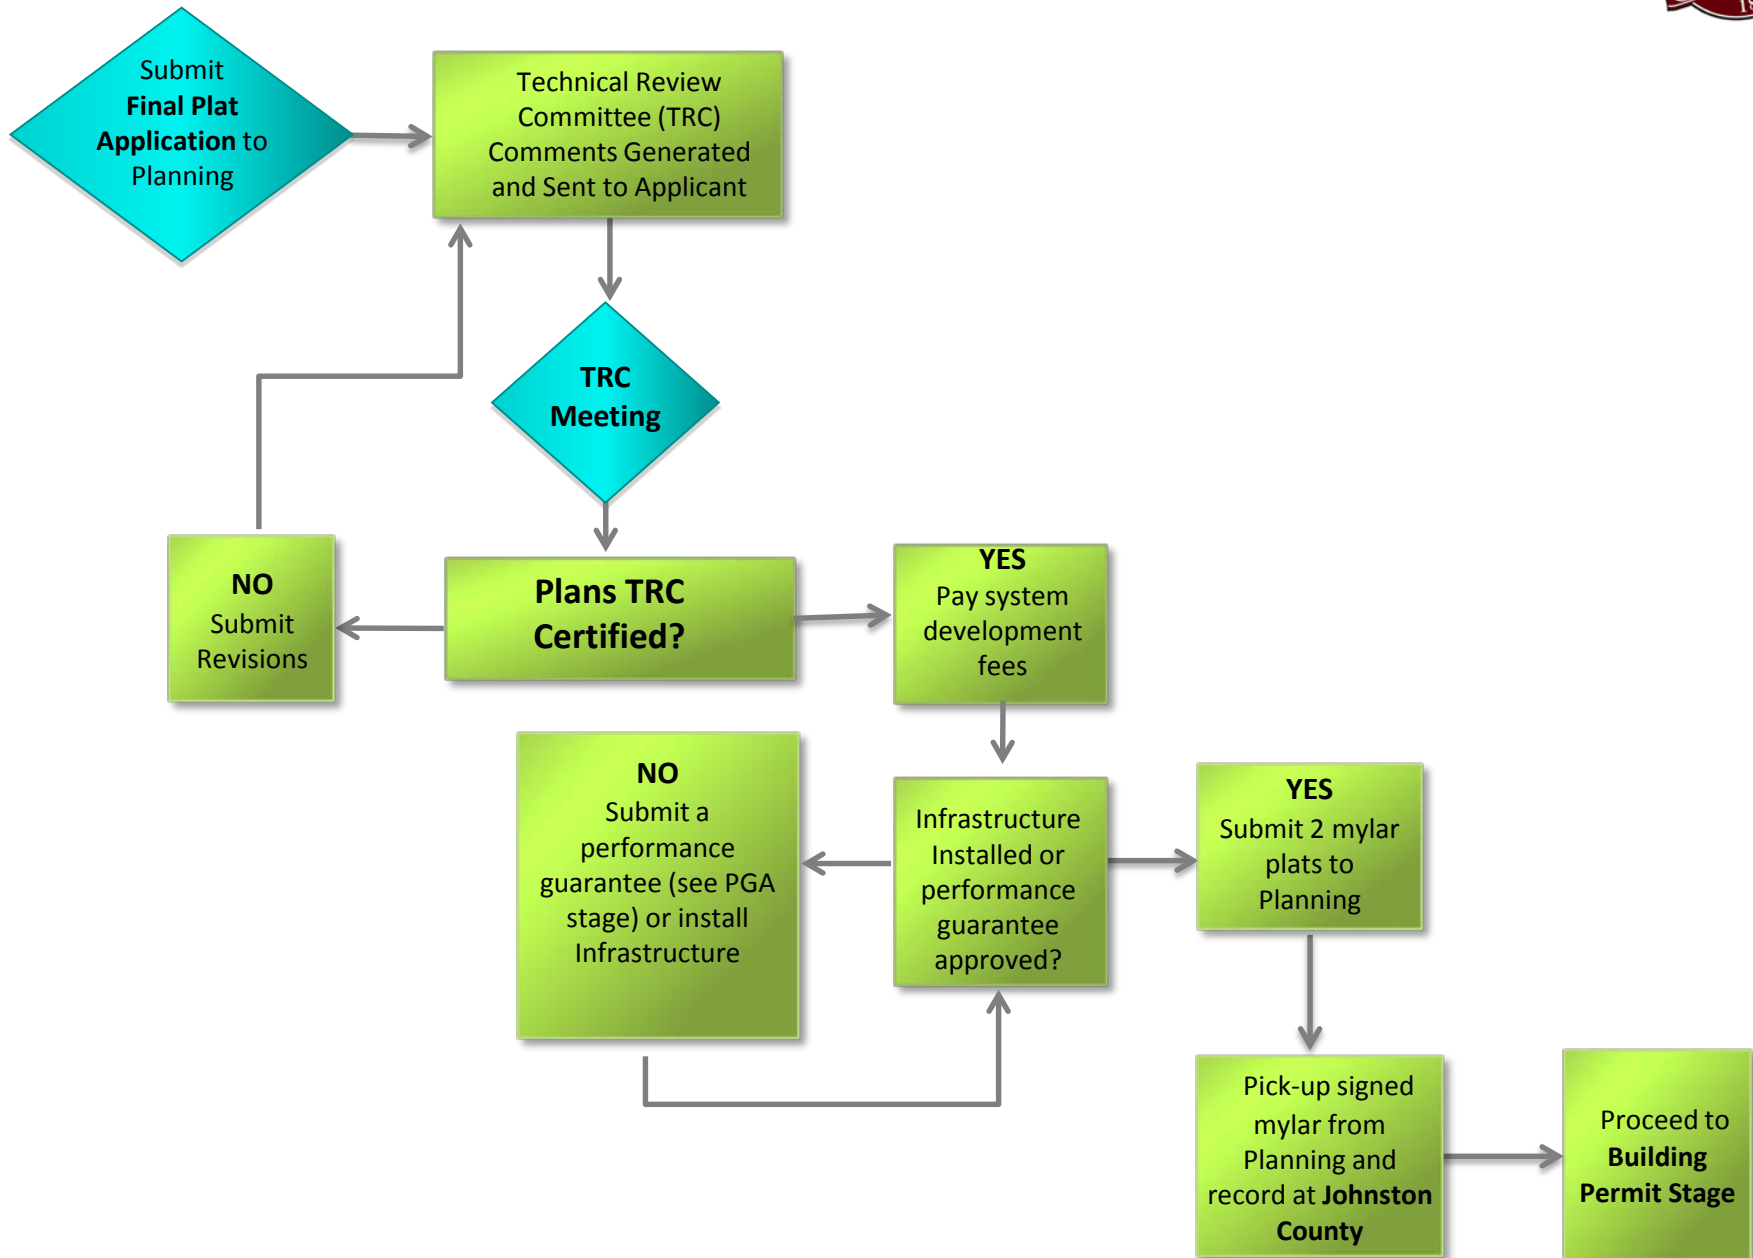 Submit
Final Plat
Application to
Planning
Technical Review
Committee (TRC)
Comments Generated
and Sent to Applicant
TRC
Meeting
NO
Submit
Revisions
Plans TRC
Certified?
YES
Pay system
development
fees
NO
Submit a
performance
guarantee (see PGA
stage) or install
Infrastructure
Infrastructure
Installed or
performance
guarantee
approved?
YES
Submit 2 mylar
plats to
Planning
Pick-up signed
mylar from
Planning and
record at Johnston
County
Proceed to
Building
Permit Stage